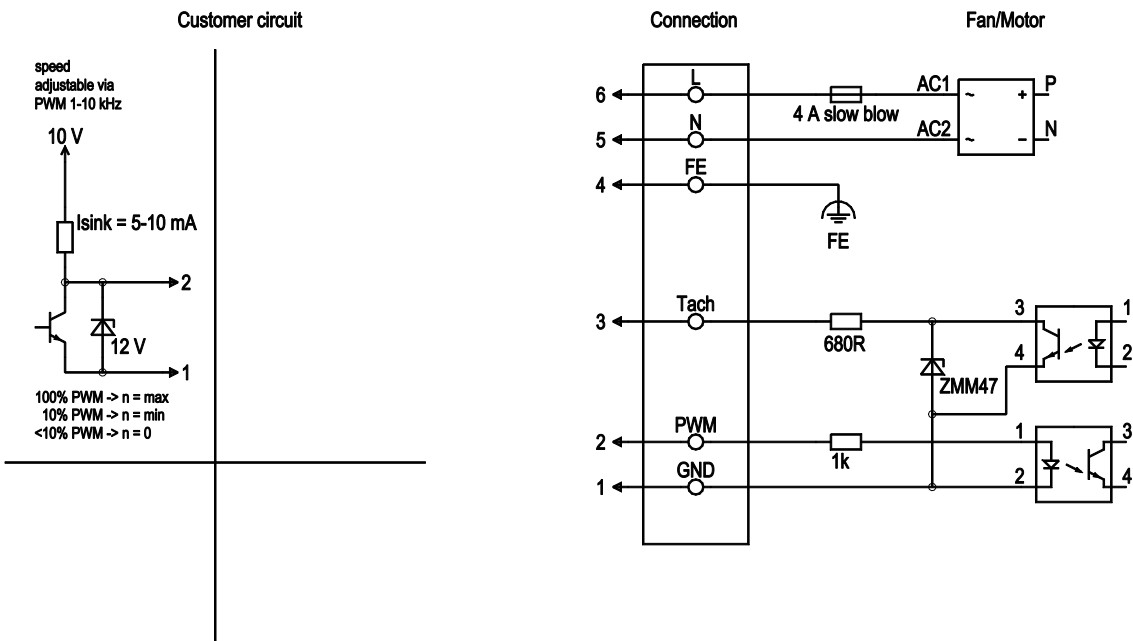 Customer circuit
Connection
Fan/Motor
speed
adjustable via
PWM 1-10 kHz
10 V
Isink = 5-10 mA
2
12 V
1
100% PWM -> n = max
10% PWM -> n = min
<10% PWM -> n = 0
6
L
4 A slow blow
AC1
~
+
P
5
N
AC2
~
–
N
4
FE
FE
3
Tach
680R
3
1
4
2
ZMM47
2
PWM
1k
1
3
1
GND
2
4